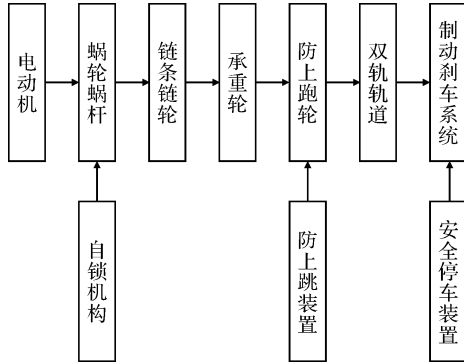 电动机
蜗轮蜗杆
链条链轮
承重轮
防上跑轮
双轨轨道
制动刹车系统
自锁机构
防上跳装置
安全停车装置